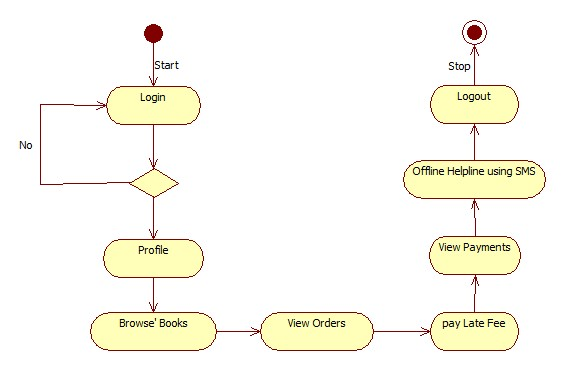 Start
Login
No
Profile
Browse' Books
View Orders
pay Late Fee
View Payments
Offline Helpline using SMS
Logout
Stop